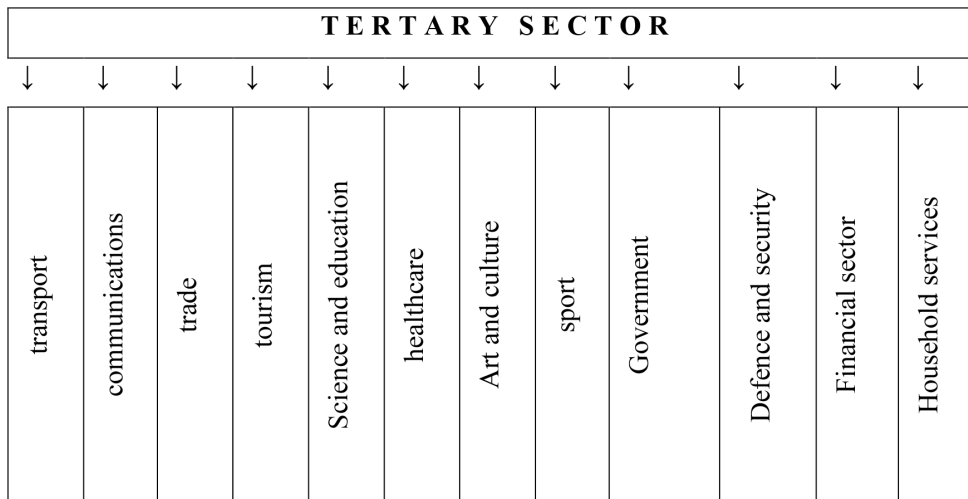 TERTARY SECTOR
↓ ↓ ↓ ↓ ↓ ↓ ↓ ↓ ↓ ↓ ↓ ↓
transport
communications
trade
tourism
Science and education
healthcare
Art and culture
sport
Government
Defence and security
Financial sector
Household services